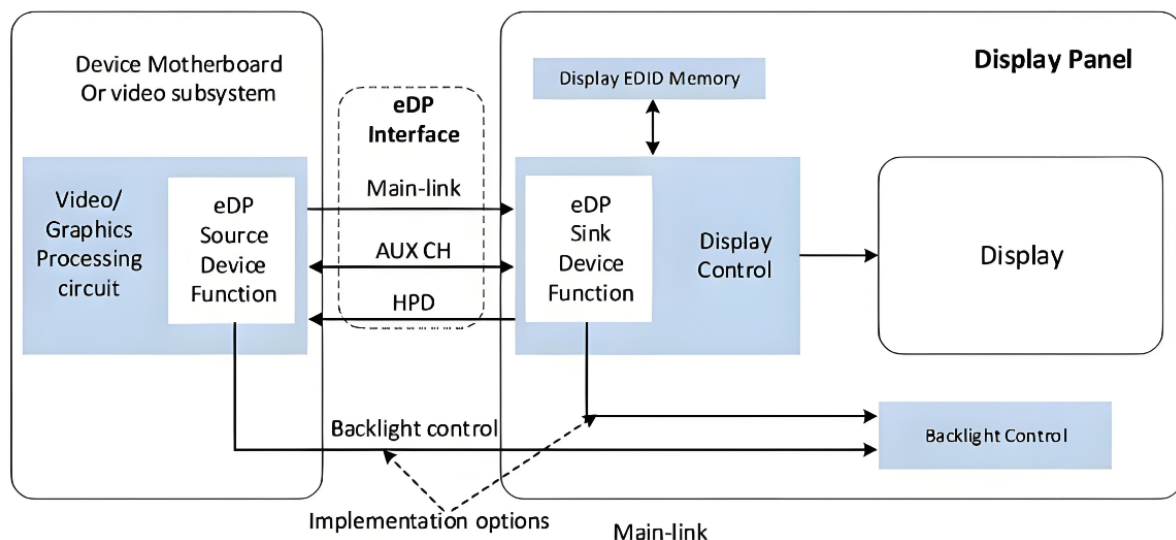 Device Motherboard
Or video subsystem
eDP
Interface
Display Panel
Display EDID Memory
Video/
Graphics
Processing
circuit
eDP
Source
Device
Function
Main-link
AUX CH
HPD
eDP
Sink
Device
Function
Display
Control
Display
Backlight control
Backlight Control
Implementation options
Main-link